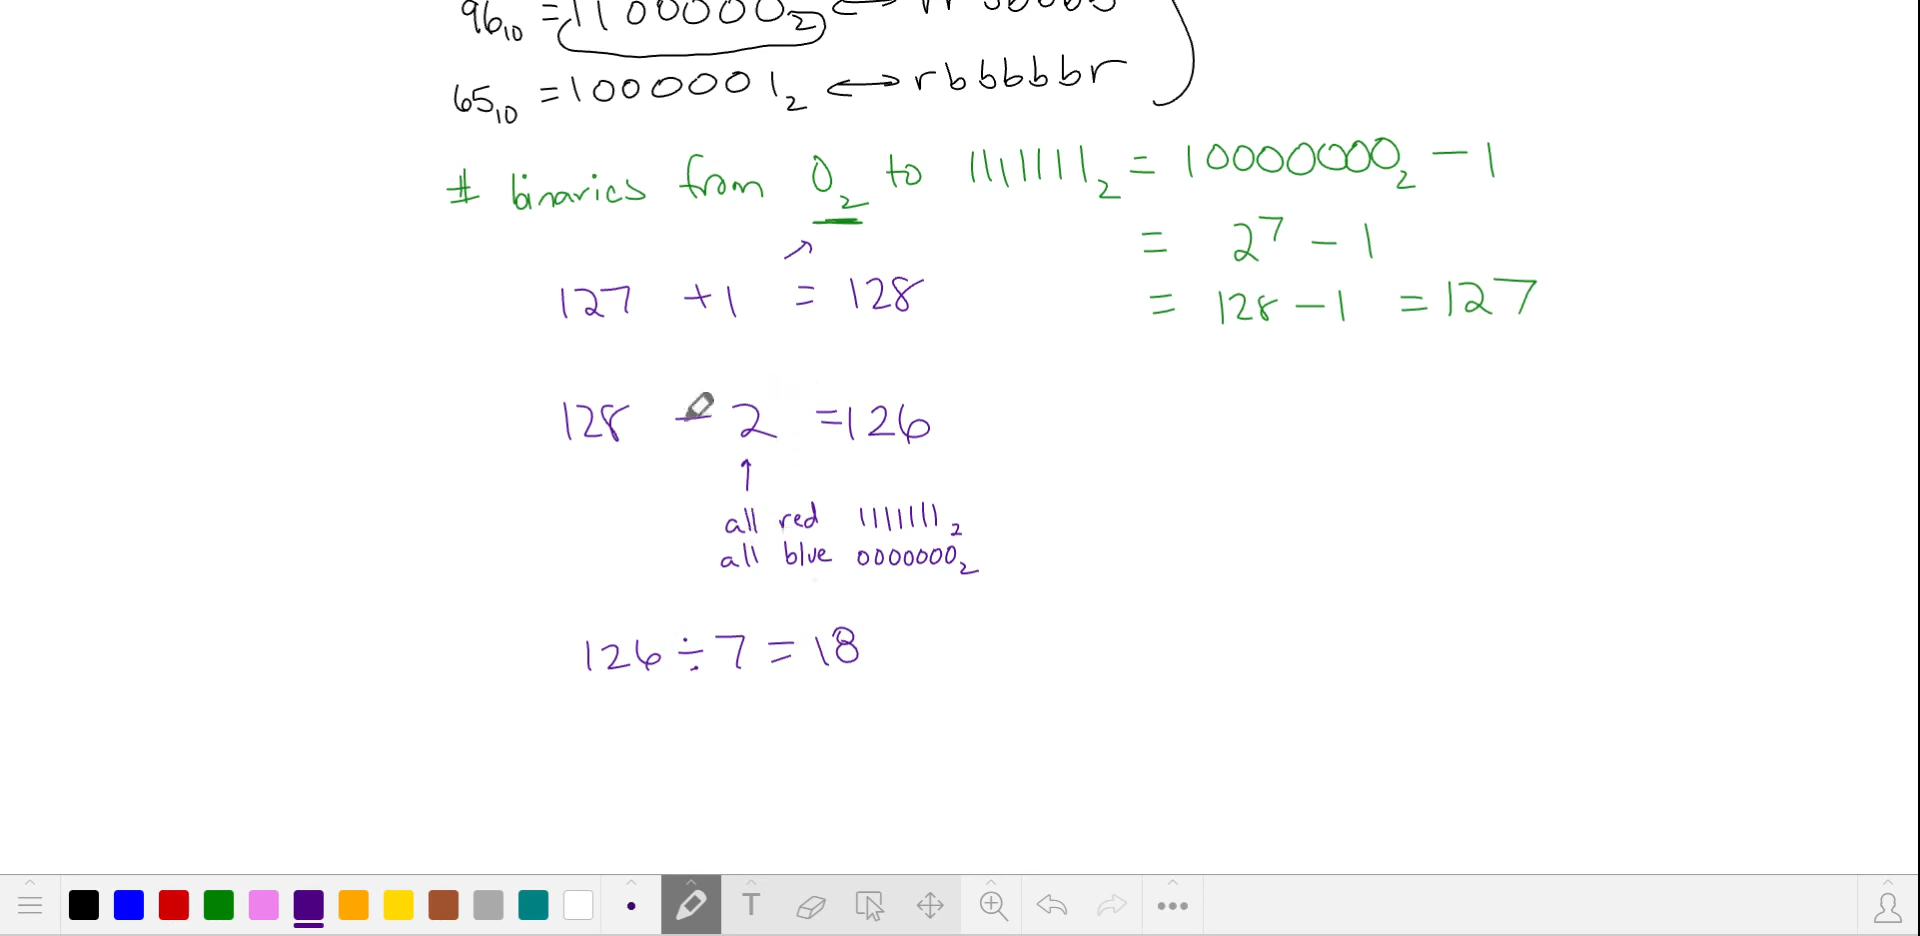 96₁₀ = 1100000₂ ↔
65₁₀ = 1000001₂ ↔ rbbbbbr
# binaries from 0₂ to 1111111₂ = 10000000₂ - 1
= 2⁷ - 1
127 + 1 = 128
= 128 - 1 = 127
128 - 2 = 126
all red 1111111₂
all blue 0000000₂
126 ÷ 7 = 18
T